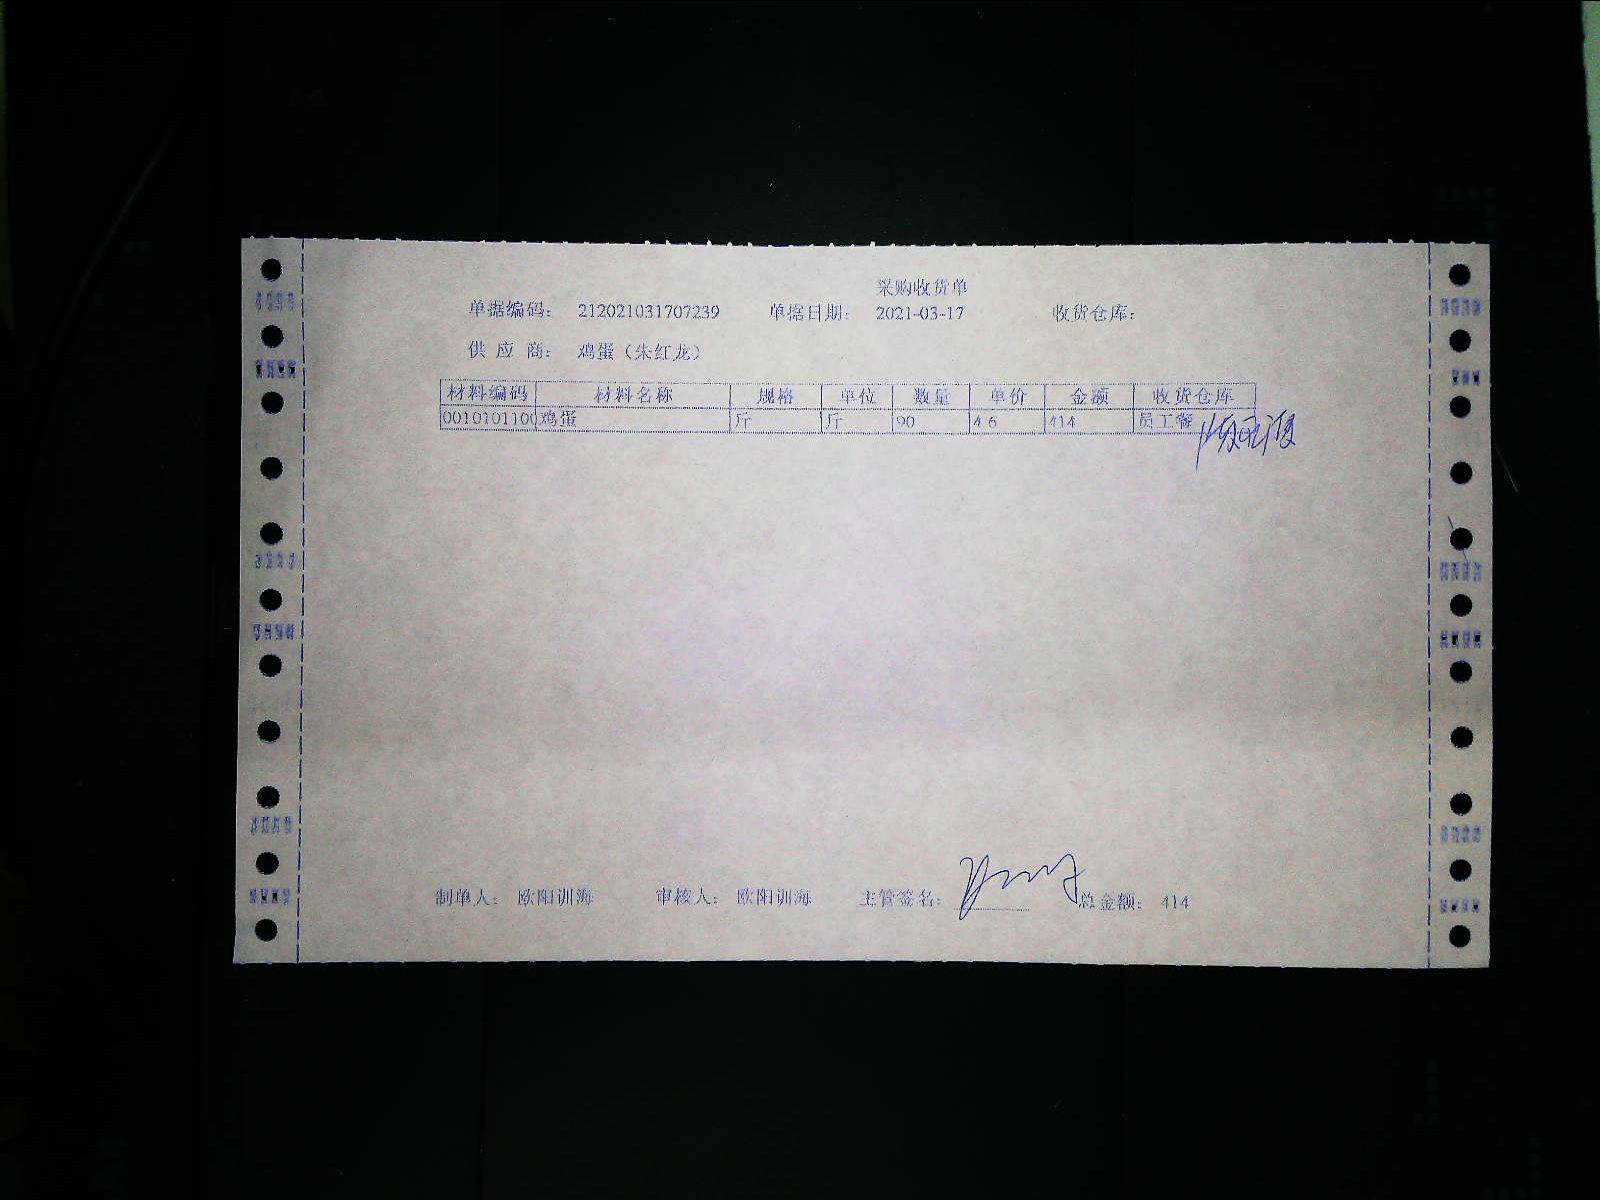 采购收货单
单据编码： 212021031707239 单据日期： 2021-03-17 收货仓库：
供 应 商： 鸡蛋（朱红龙）
材料编码 材料名称 规格 单位 数量 单价 金额 收货仓库
0010101100 鸡蛋 斤 斤 90 4.6 414 员工餐
制单人： 欧阳训海 审核人： 欧阳训海 主管签名： 总金额： 414